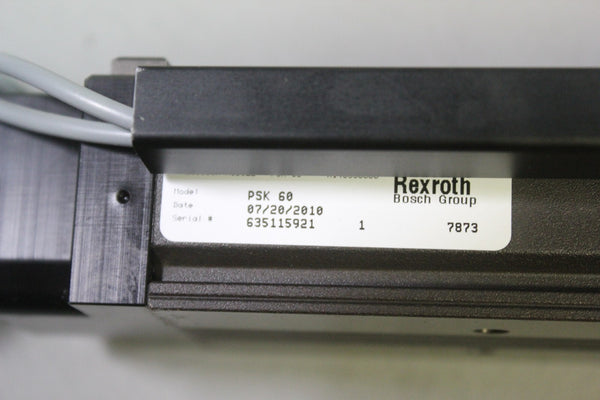 Rexroth
Bosch Group
Model PSK 60
Date 07/20/2010
Serial # 635115921 1 7873